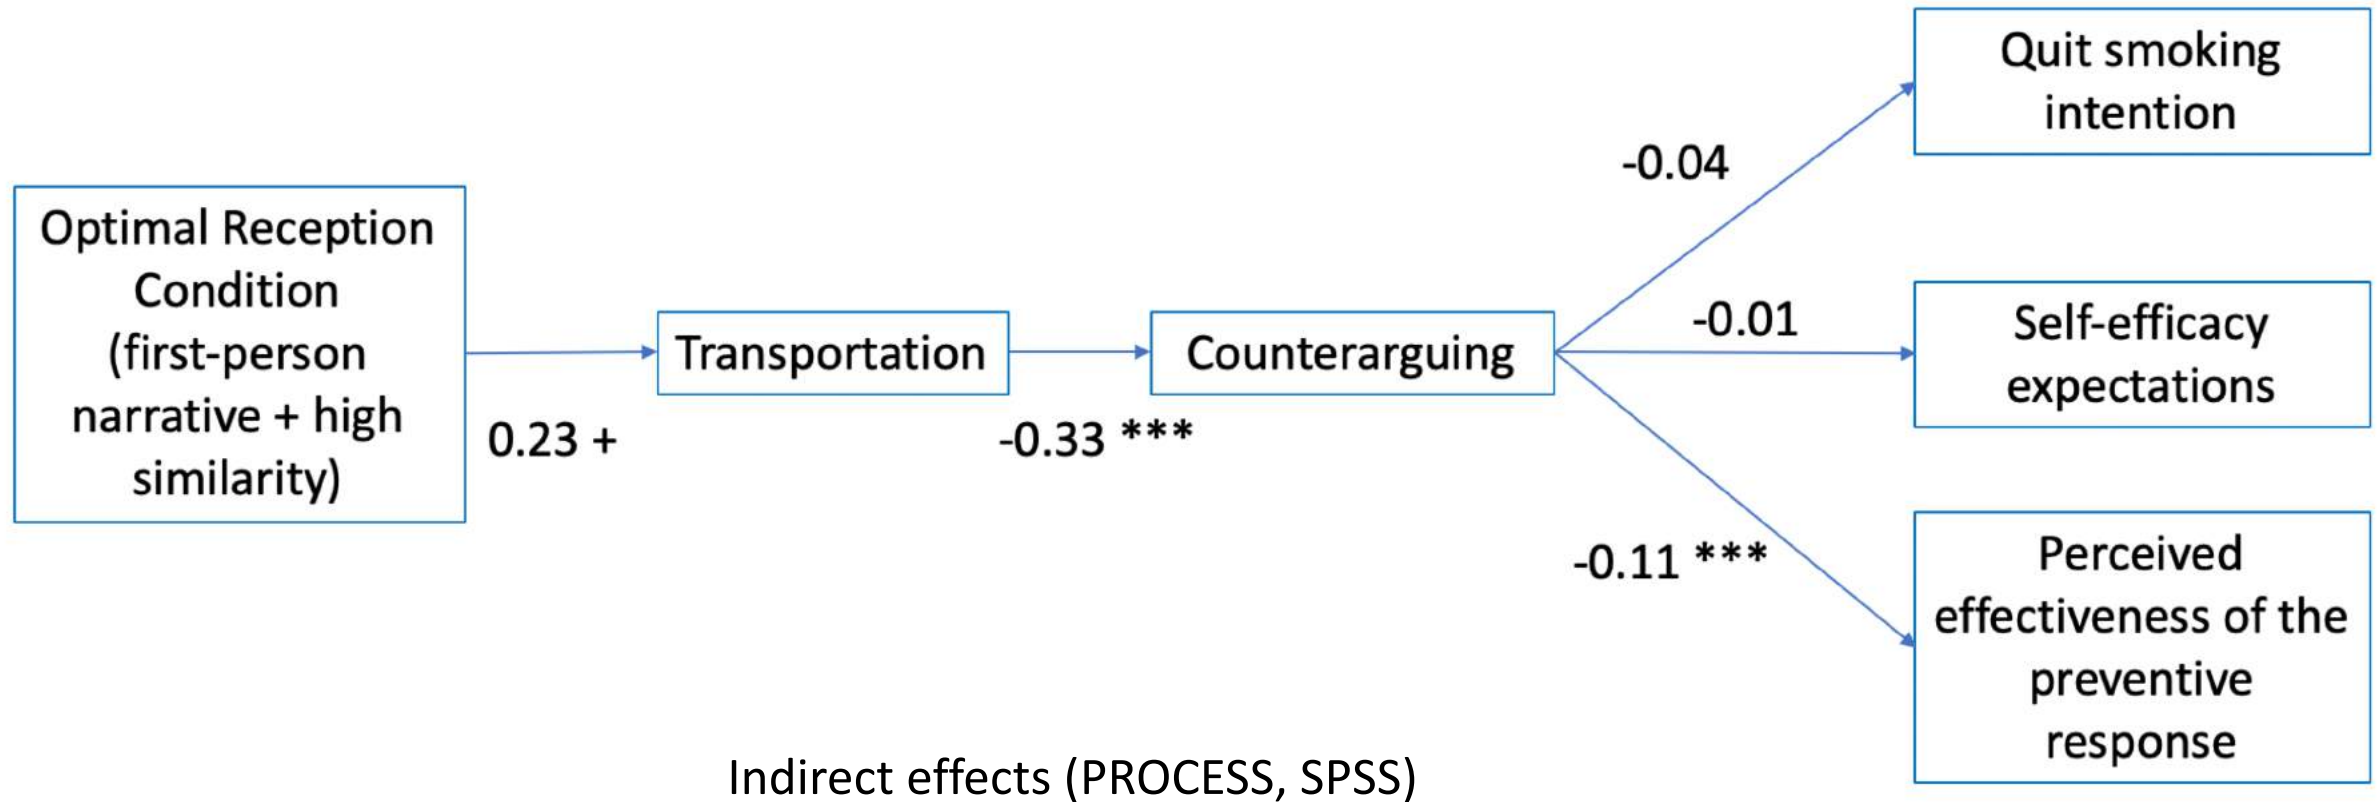 Optimal Reception
Condition
(first-person
narrative + high
similarity)
0.23 +
Transportation
-0.33 ***
Counterarguing
-0.04
-0.01
-0.11 ***
Quit smoking
intention
Self-efficacy
expectations
Perceived
effectiveness of the
preventive
response
Indirect effects (PROCESS, SPSS)